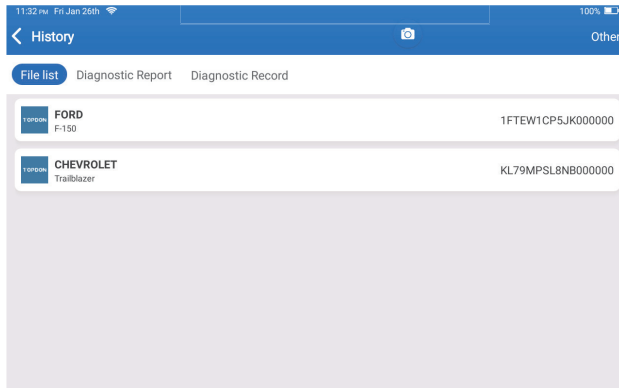 11:32 PM Fri Jan 26th 100%
History Other
File list Diagnostic Report Diagnostic Record
TOPDON FORD 1FTEW1CP5JK000000
F-150
TOPDON CHEVROLET KL79MPSL8NB000000
Trailblazer